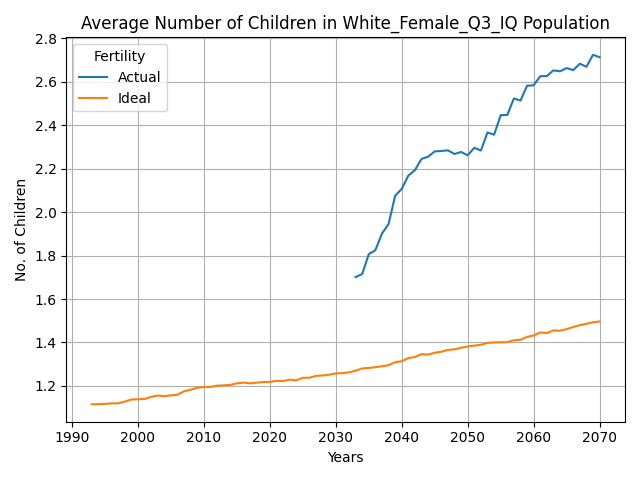 Average Number of Children in White_Female_Q3_IQ Population
Fertility
Actual
Ideal
2.8
2.6
2.4
2.2
2.0
1.8
1.6
1.4
1.2
No. of Children
1990 2000 2010 2020 2030 2040 2050 2060 2070
Years